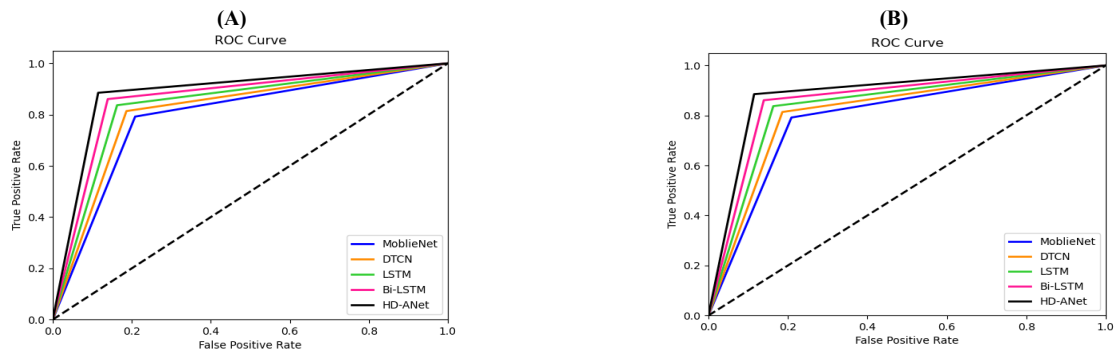 (A)
ROC Curve
True Positive Rate
1.0
0.8
0.6
0.4
0.2
0.0
0.0 0.2 0.4 0.6 0.8 1.0
False Positive Rate
MoblieNet
DTCN
LSTM
Bi-LSTM
HD-ANet
(B)
ROC Curve
True Positive Rate
1.0
0.8
0.6
0.4
0.2
0.0
0.0 0.2 0.4 0.6 0.8 1.0
False Positive Rate
MoblieNet
DTCN
LSTM
Bi-LSTM
HD-ANet